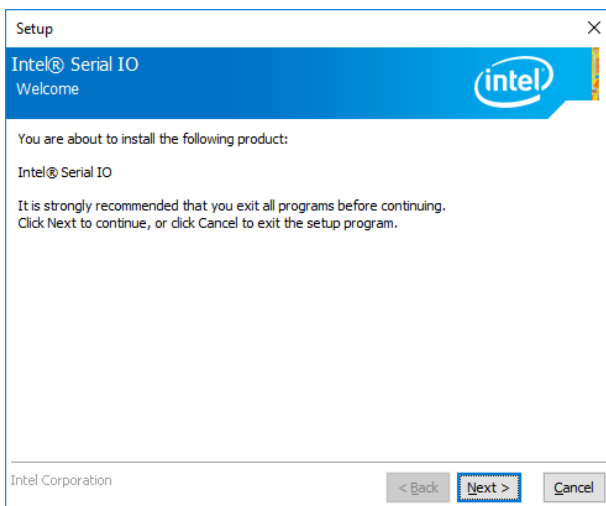 Setup
Intel® Serial IO
Welcome
intel
You are about to install the following product:
Intel® Serial IO
It is strongly recommended that you exit all programs before continuing.
Click Next to continue, or click Cancel to exit the setup program.
Intel Corporation
< Back Next > Cancel